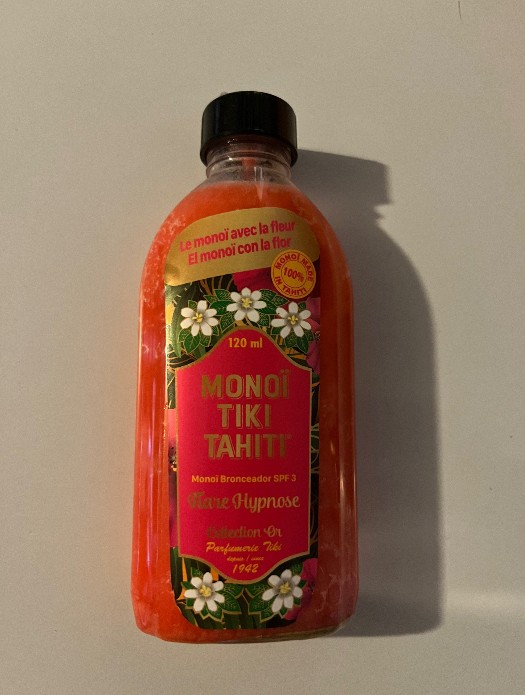 Le monoï avec la fleur
El monoï con la flor
MONOÏ MADE
100%
IN TAHITI
120 ml
MONOÏ
TIKI
TAHITI
Monoï Bronceador SPF 3
Tiare Hypnose
Collection Or
Parfumerie Tiki
depuis / desde
1942